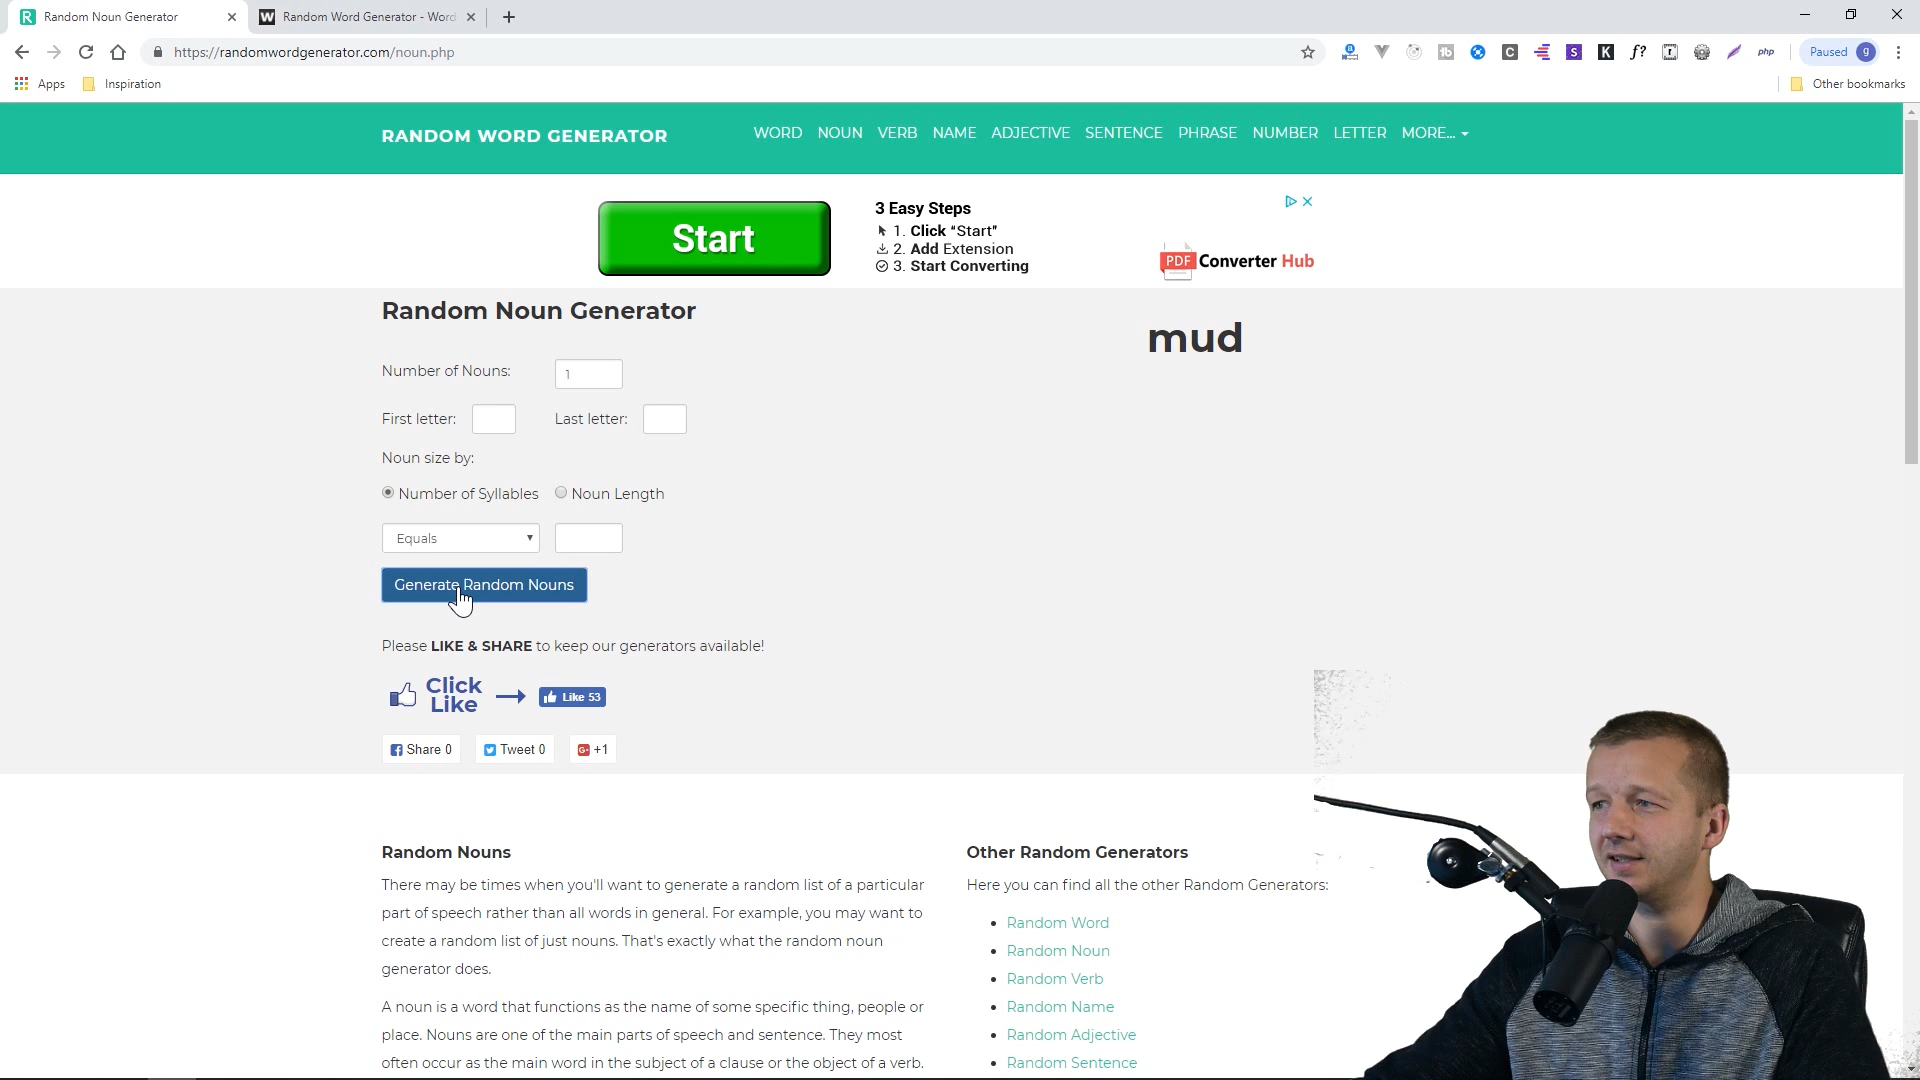 Random Noun Generator
Random Word Generator - Word
https://randomwordgenerator.com/noun.php
Paused g
Apps
Inspiration
Other bookmarks
RANDOM WORD GENERATOR
WORD NOUN VERB NAME ADJECTIVE SENTENCE PHRASE NUMBER LETTER MORE...
Start
3 Easy Steps
1. Click “Start”
2. Add Extension
3. Start Converting
PDF Converter Hub
Random Noun Generator
mud
Number of Nouns: 1
First letter: Last letter:
Noun size by:
Number of Syllables Noun Length
Equals
Generate Random Nouns
Please LIKE & SHARE to keep our generators available!
Click Like
Like 53
Share 0 Tweet 0 G+ +1
Random Nouns
There may be times when you'll want to generate a random list of a particular
part of speech rather than all words in general. For example, you may want to
create a random list of just nouns. That's exactly what the random noun
generator does.
A noun is a word that functions as the name of some specific thing, people or
place. Nouns are one of the main parts of speech and sentence. They most
often occur as the main word in the subject of a clause or the object of a verb.
Other Random Generators
Here you can find all the other Random Generators:
Random Word
Random Noun
Random Verb
Random Name
Random Adjective
Random Sentence